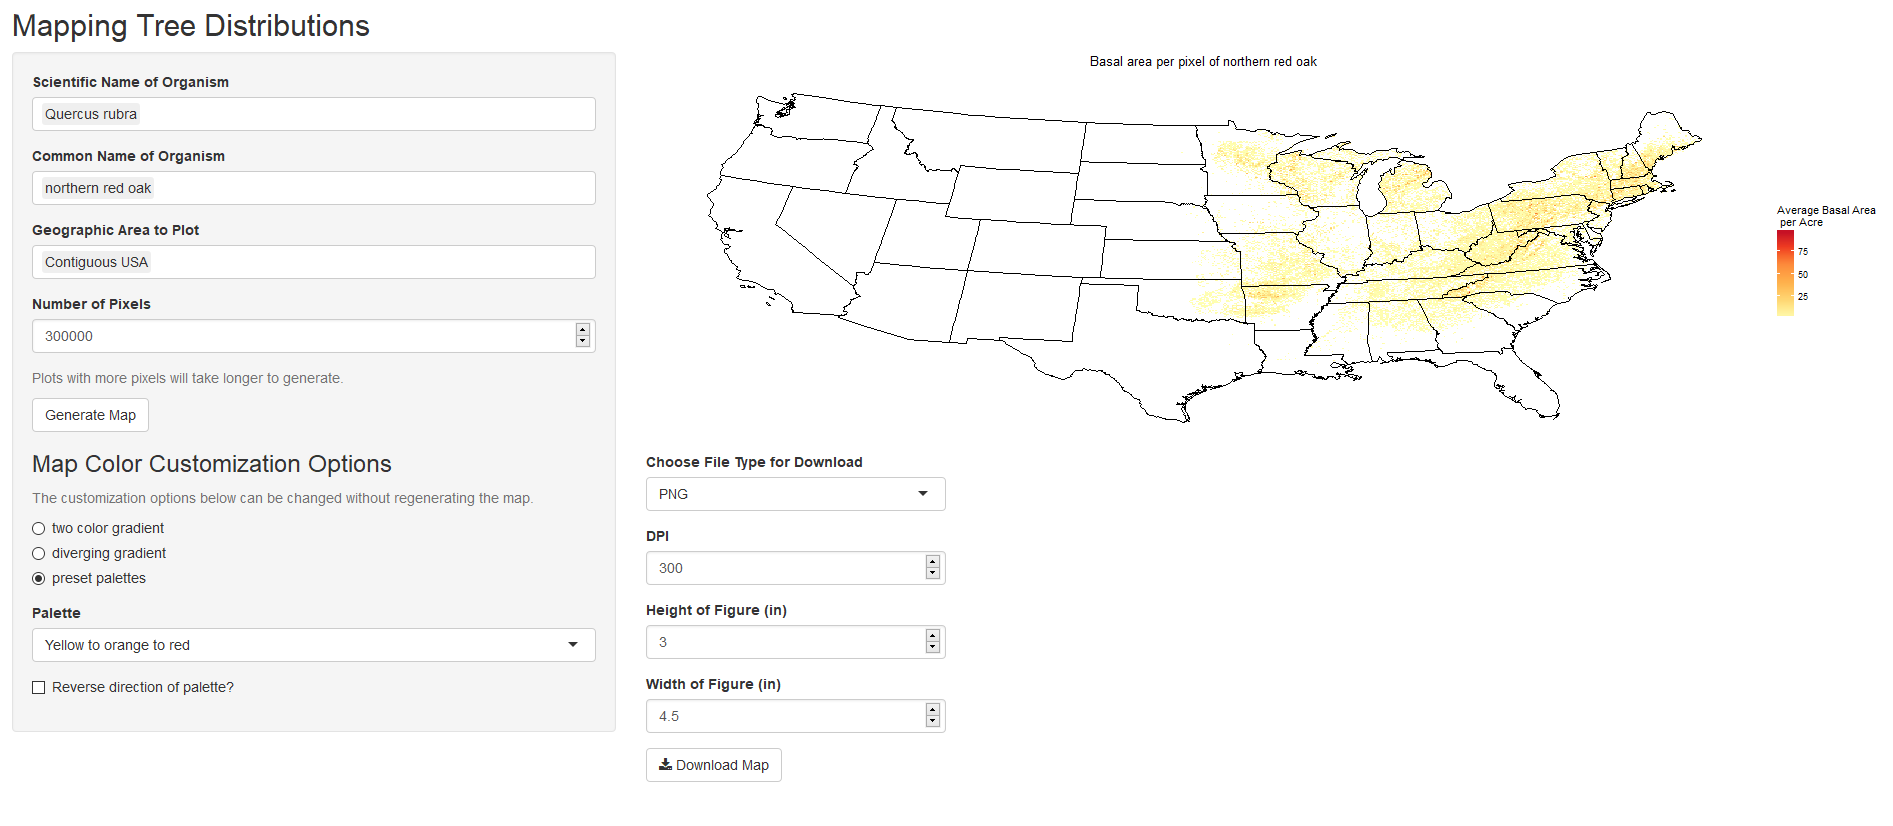 Mapping Tree Distributions
Scientific Name of Organism
Quercus rubra
Common Name of Organism
northern red oak
Geographic Area to Plot
Contiguous USA
Number of Pixels
300000
Plots with more pixels will take longer to generate.
Generate Map
Map Color Customization Options
The customization options below can be changed without regenerating the map.
two color gradient
diverging gradient
preset palettes
Palette
Yellow to orange to red
Reverse direction of palette?
Basal area per pixel of northern red oak
Average Basal Area
per Acre
75
50
25
Choose File Type for Download
PNG
DPI
300
Height of Figure (in)
3
Width of Figure (in)
4.5
Download Map